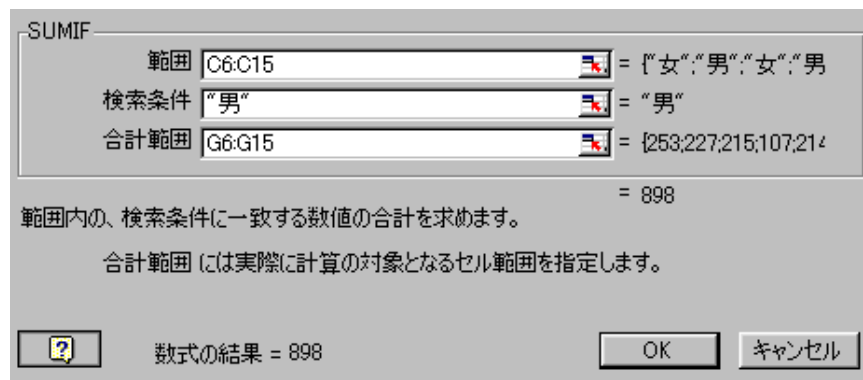 SUMIF
範囲 C6:C15 = {"女";"男";"女";"男
検索条件 "男" = "男"
合計範囲 G6:G15 = {253;227;215;107;214
= 898
範囲内の、検索条件に一致する数値の合計を求めます。
合計範囲 には実際に計算の対象となるセル範囲を指定します。
? 数式の結果 = 898 OK キャンセル